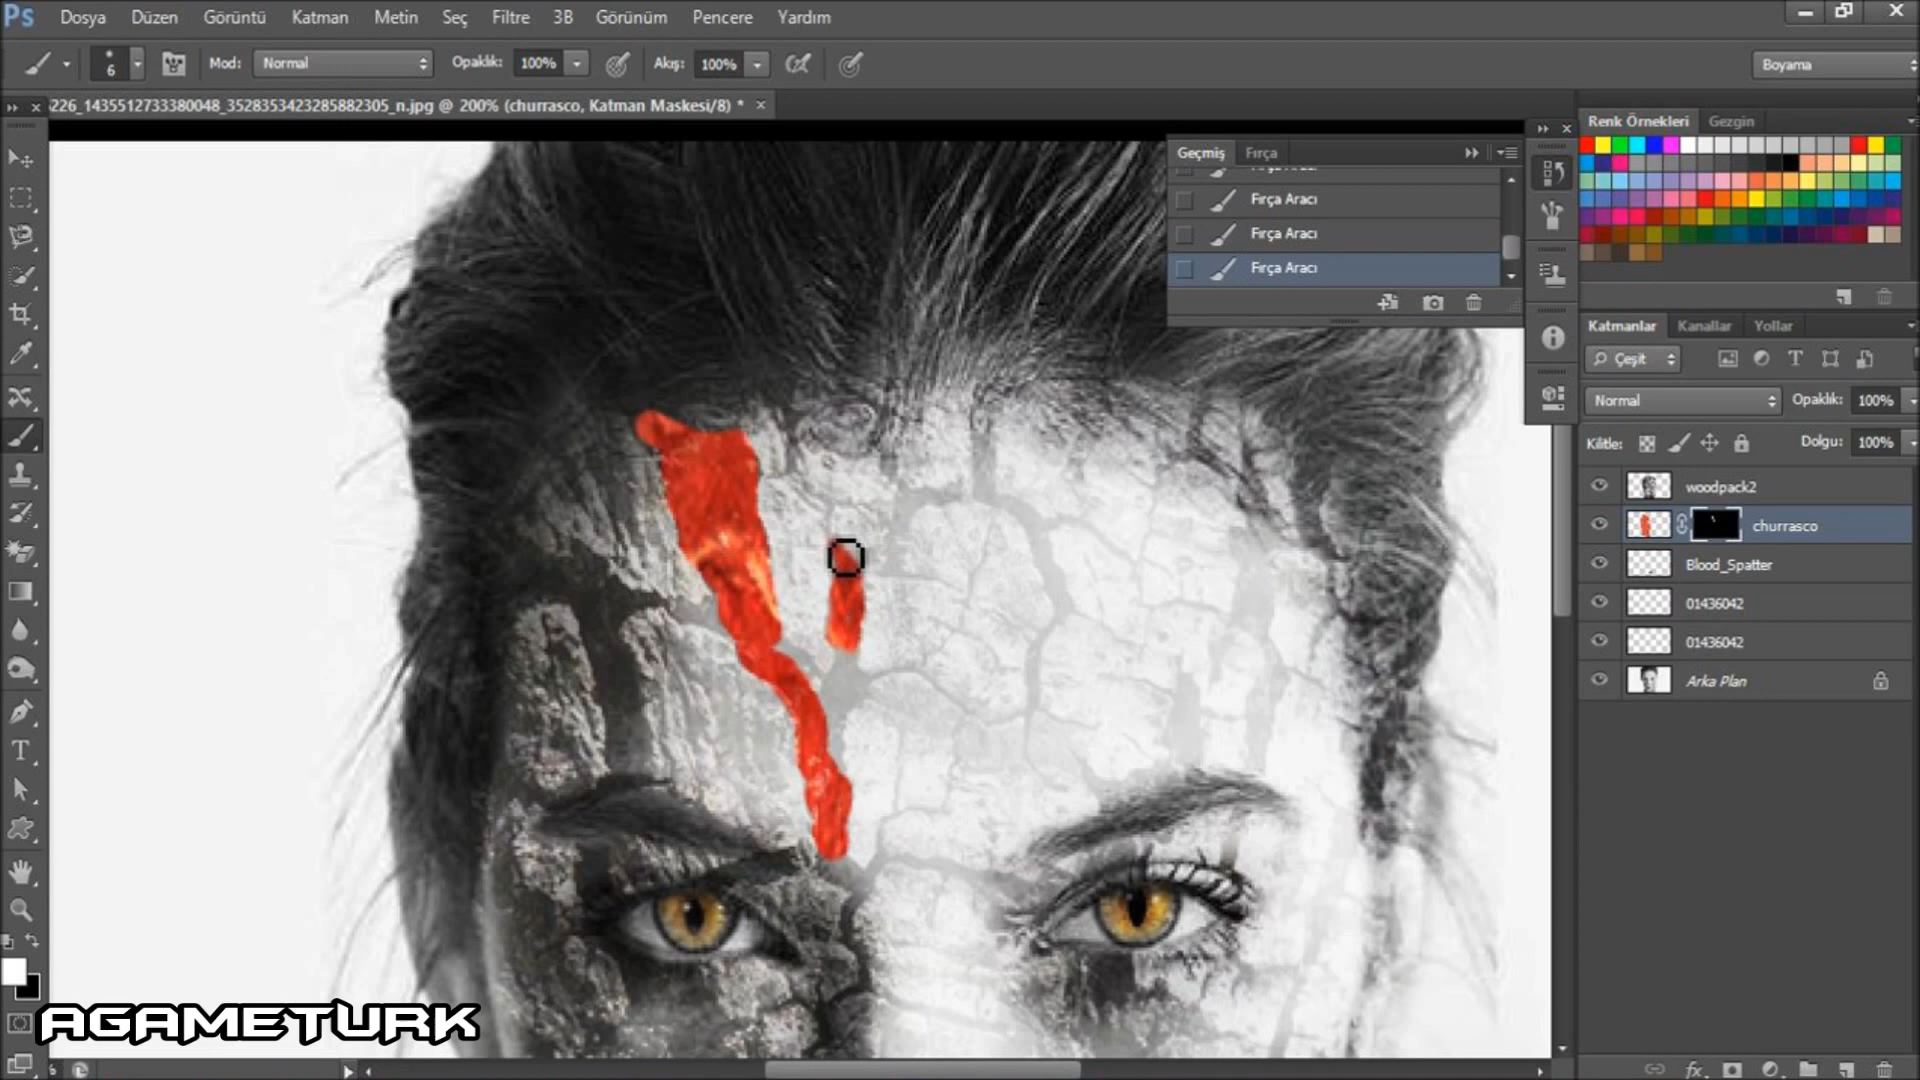 Ps Dosya Düzen Görüntü Katman Metin Seç Filtre 3B Görünüm Pencere Yardım
6 Mod: Normal Opaklık: 100% Akış: 100% Boyama
226_1435512733380048_3528353423285882305_n.jpg @ 200% (churrasco, Katman Maskesi/8) * ×
Renk Örnekleri Gezgin
Geçmiş Fırça
Fırça Aracı
Fırça Aracı
Fırça Aracı
Katmanlar Kanallar Yollar
Çeşit
Normal Opaklık: 100%
Kilitle: Dolgu: 100%
woodpack2
churrasco
Blood_Spatter
01436042
01436042
Arka Plan
AGAMETURK